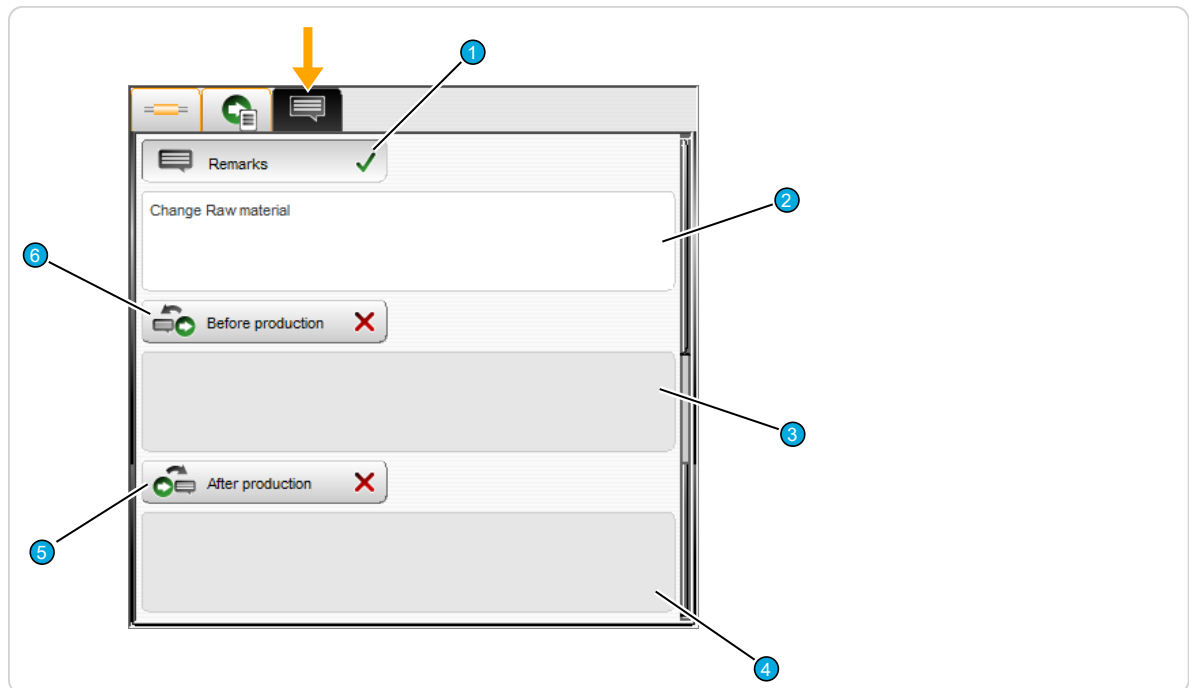 1
Remarks
Change Raw material
2
6
Before production
3
After production
5
4